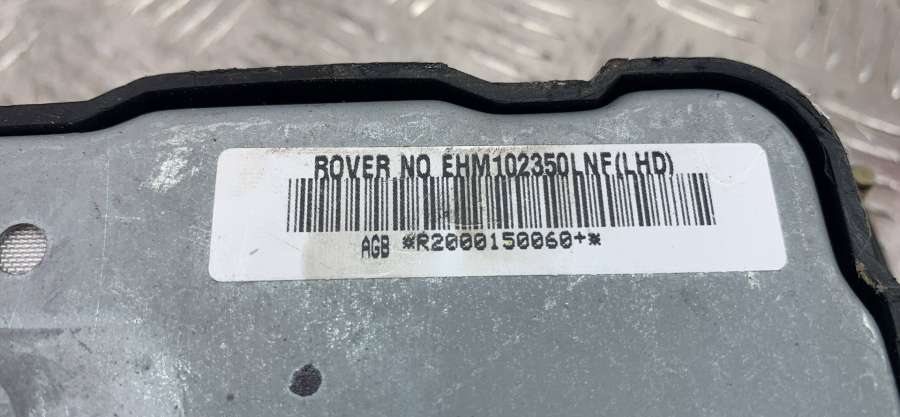 ROVER NO EHM102350LNF(LHD)
AGB *R2000150060+*